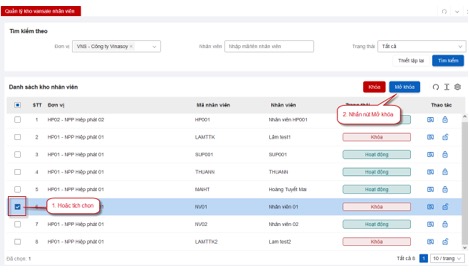 Quản lý kho vansale nhân viên
Tìm kiếm theo
Đơn vị VNS - Công ty Vinasoy × Nhân viên Nhập mã/tên nhân viên Trạng thái Tất cả
Thiết lập lại Tìm kiếm
Danh sách kho nhân viên Khóa Mở khóa
STT Đơn vị Mã nhân viên Nhân viên Trạng thái Thao tác
2. Nhấn nút Mở khóa
1 HP02 - NPP Hiệp phát 02 HP001 Nhân viên HP001
2 HP01 - NPP Hiệp phát 01 LAMTTK Lâm test1 Khóa
3 HP01 - NPP Hiệp phát 01 SUP001 SUP001 Hoạt động
4 HP01 - NPP Hiệp phát 01 THUANN THUANN Hoạt động
5 HP01 - NPP Hiệp phát 01 MAIHT Hoàng Tuyết Mai Hoạt động
1. Hoặc tích chọn
01 NV01 Nhân viên 01 Khóa
7 HP01 - NPP Hiệp phát 01 NV02 Nhân viên 02 Hoạt động
8 HP01 - NPP Hiệp phát 01 LAMTTK2 Lam test2 Khóa
Đã chọn: 1 Tất cả 8 1 10 / trang